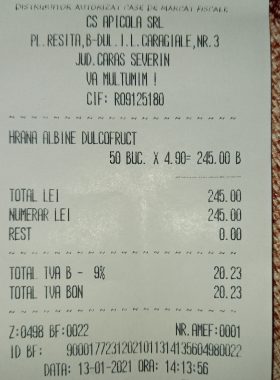 DISTRIBUITOR AUTORIZAT CASE DE MARCAT FISCALE
CS APICOLA SRL
PL.RESITA,B-DUL.I.L.CARAGIALE,NR.3
JUD.CARAS SEVERIN
VA MULTUMIM !
CIF: RO9125180
HRANA ALBINE DULCOFRUCT
50 BUC. X 4.90= 245.00 B
TOTAL LEI 245.00
NUMERAR LEI 245.00
REST 0.00
TOTAL TVA B - 9% 20.23
TOTAL TVA BON 20.23
Z:0498 BF:0022 NR.AMEF:0001
ID BF: 90001772312021011314135604980022
DATA: 13-01-2021 ORA: 14:13:56